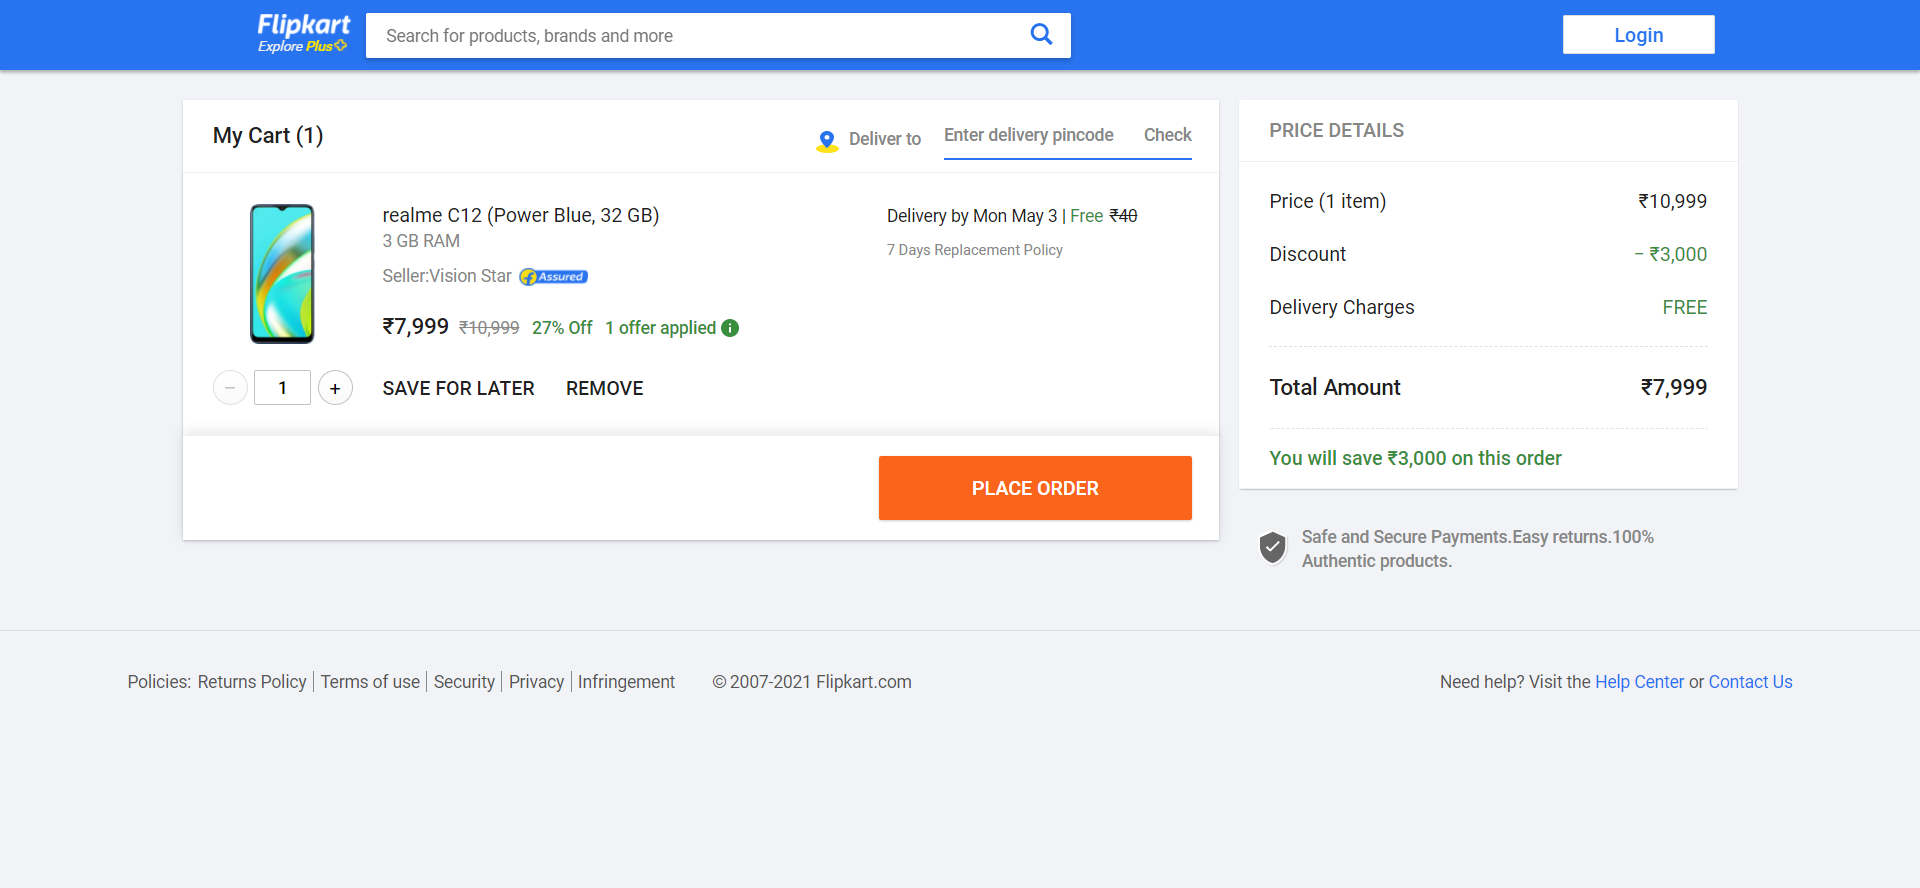 Flipkart
Explore Plus
Search for products, brands and more
Login
My Cart (1)
Deliver to
Enter delivery pincode
Check
realme C12 (Power Blue, 32 GB)
3 GB RAM
Seller:Vision Star
Assured
₹7,999 ₹10,999 27% Off 1 offer applied
Delivery by Mon May 3 | Free ₹40
7 Days Replacement Policy
− 1 +
SAVE FOR LATER REMOVE
PLACE ORDER
PRICE DETAILS
Price (1 item) ₹10,999
Discount − ₹3,000
Delivery Charges FREE
Total Amount ₹7,999
You will save ₹3,000 on this order
Safe and Secure Payments.Easy returns.100%
Authentic products.
Policies: Returns Policy | Terms of use | Security | Privacy | Infringement © 2007-2021 Flipkart.com Need help? Visit the Help Center or Contact Us